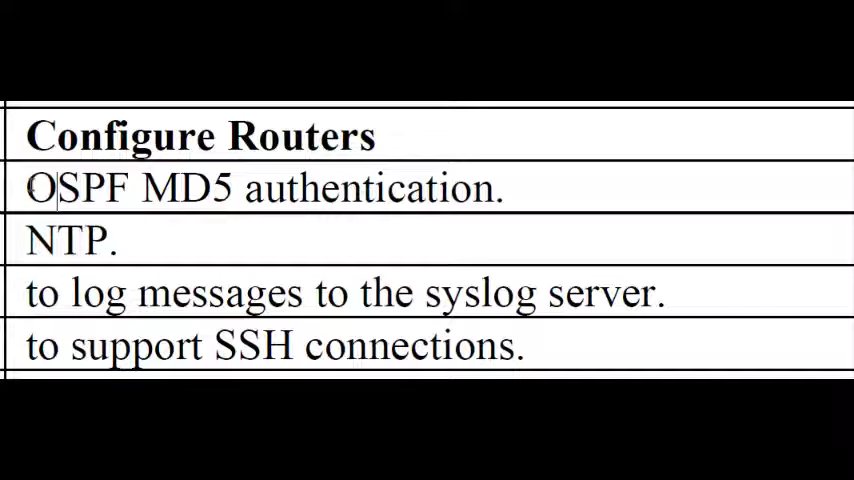 Configure Routers
OSPF MD5 authentication.
NTP.
to log messages to the syslog server.
to support SSH connections.